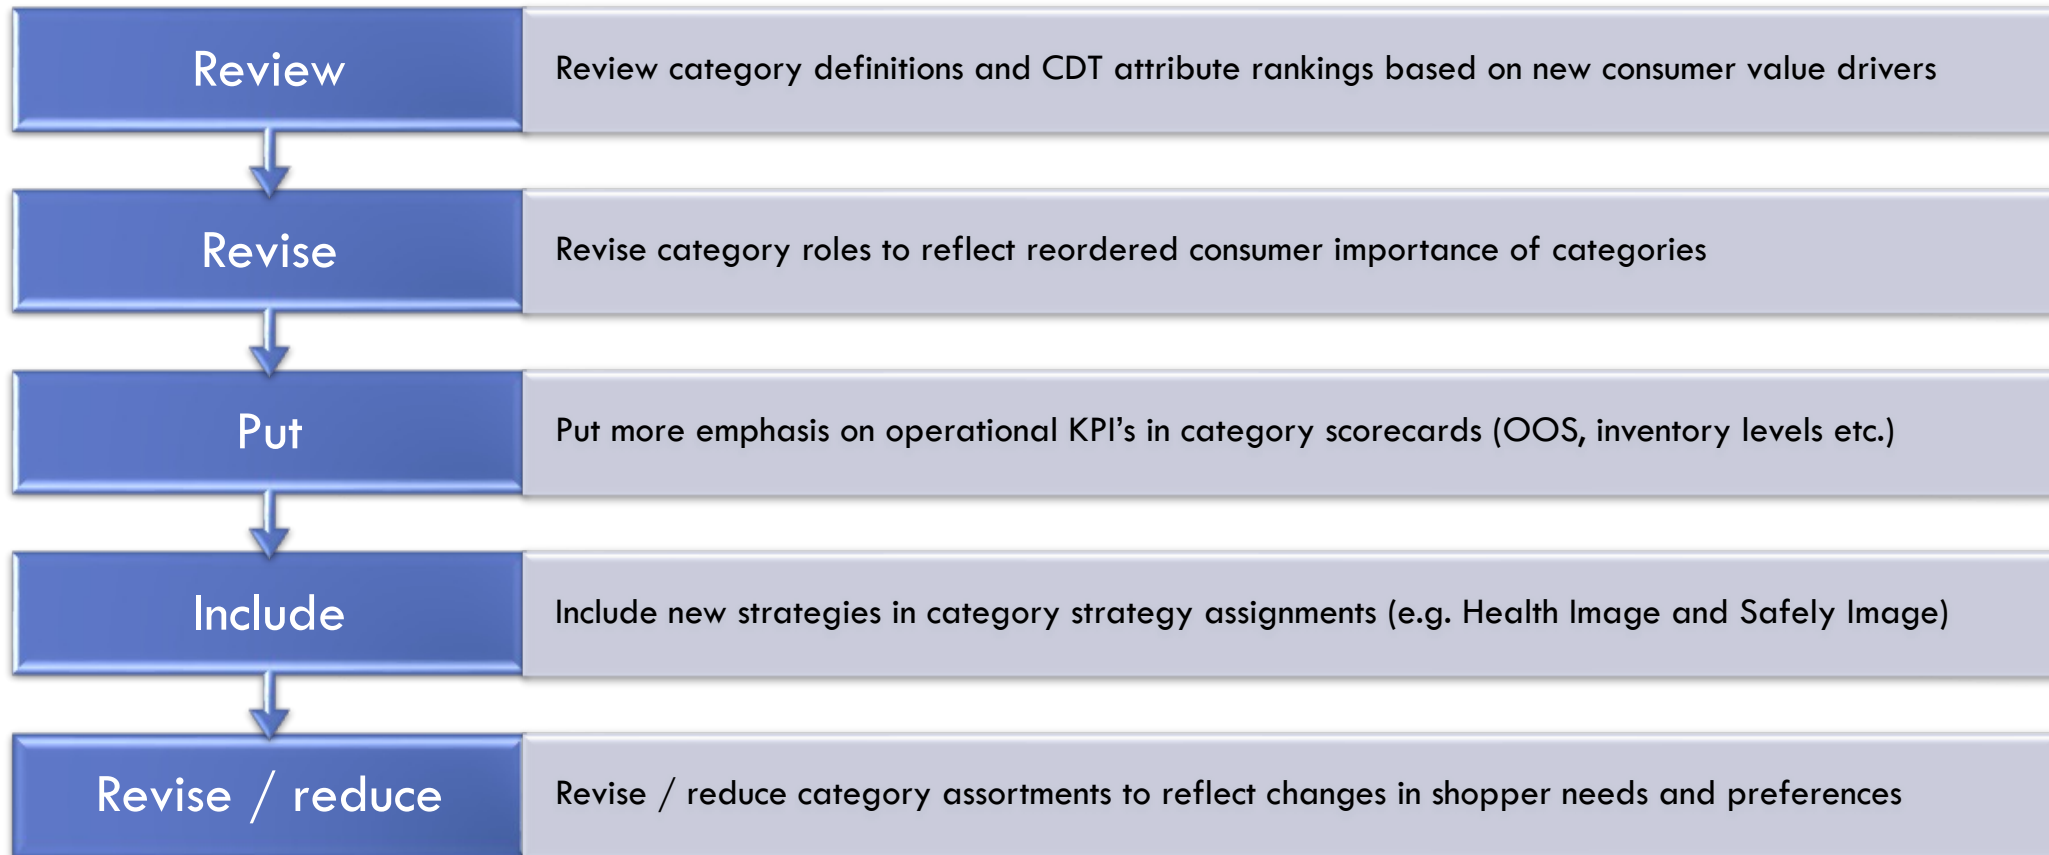 Review
Review category definitions and CDT attribute rankings based on new consumer value drivers
Revise
Revise category roles to reflect reordered consumer importance of categories
Put
Put more emphasis on operational KPI's in category scorecards (OOS, inventory levels etc.)
Include
Include new strategies in category strategy assignments (e.g. Health Image and Safely Image)
Revise / reduce
Revise / reduce category assortments to reflect changes in shopper needs and preferences